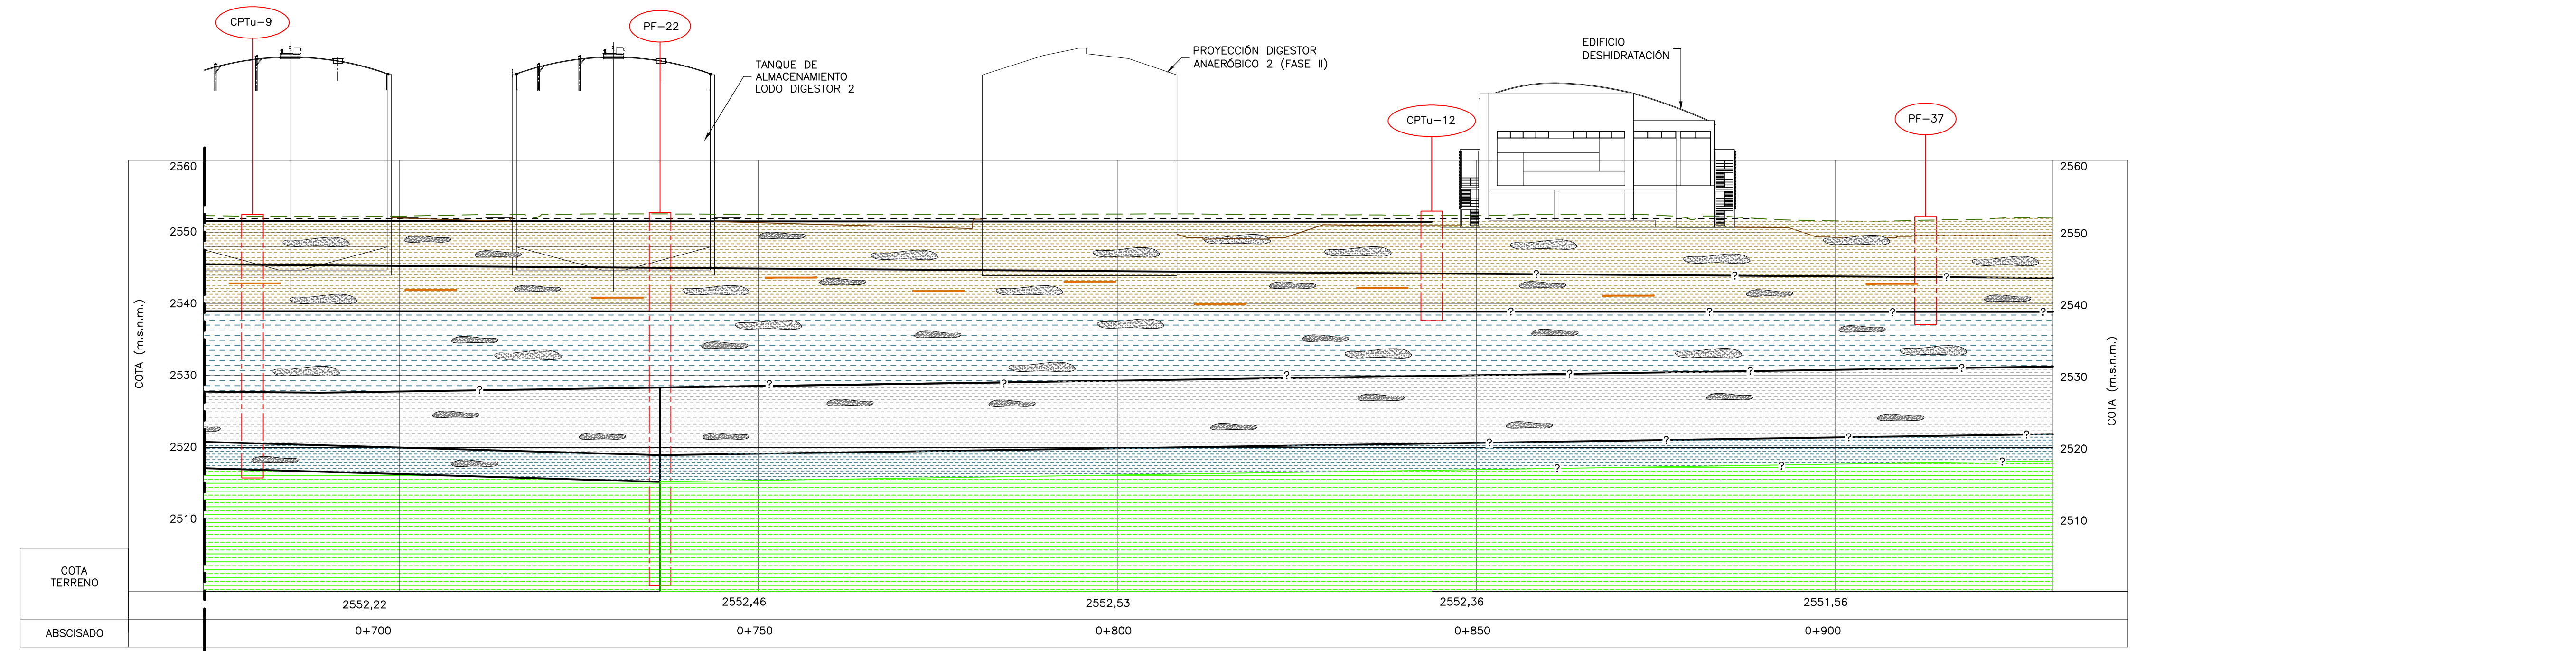 CPTu-9
PF-22
TANQUE DE
ALMACENAMIENTO
LODO DIGESTOR 2
PROYECCIÓN DIGESTOR
ANAERÓBICO 2 (FASE II)
EDIFICIO
DESHIDRATACIÓN
CPTu-12
PF-37
2560
2550
2540
2530
2520
2510
COTA (m.s.n.m.)
2560
2550
2540
2530
2520
2510
COTA (m.s.n.m.)
? ? ?
? ? ? ?
? ? ? ? ? ? ?
? ? ? ?
? ? ?
COTA
TERRENO
2552,22
2552,46
2552,53
2552,36
2551,56
ABSCISADO
0+700
0+750
0+800
0+850
0+900